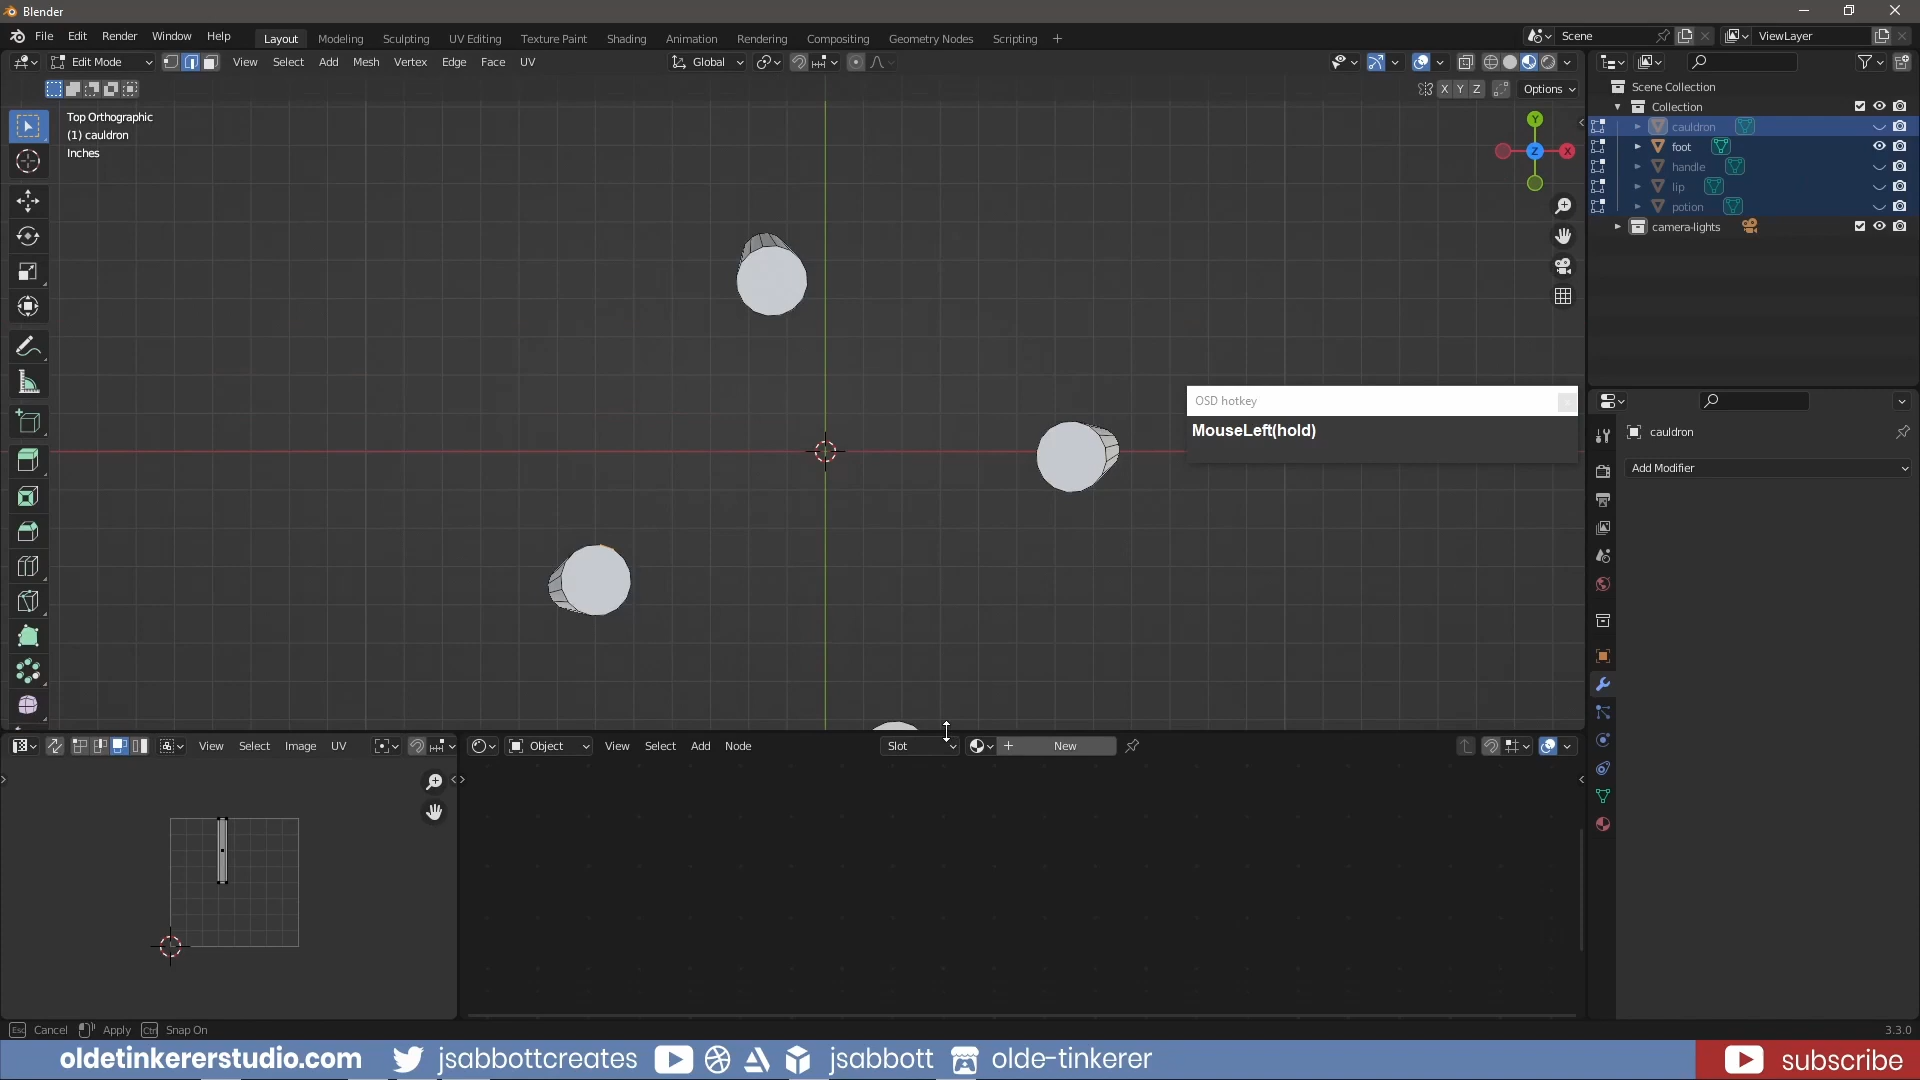 Blender
File Edit Render Window Help
Layout Modeling Sculpting UV Editing Texture Paint Shading Animation Rendering Compositing Geometry Nodes Scripting +
Scene
ViewLayer
Edit Mode View Select Add Mesh Vertex Edge Face UV
Global
X Y Z Options
Top Orthographic
(1) cauldron
Inches
Y
Z
X
Scene Collection
Collection
cauldron
foot
handle
lip
potion
camera-lights
OSD hotkey
MouseLeft(hold)
cauldron
Add Modifier
View Select Image UV
Object View Select Add Node
Slot
New
Esc Cancel Apply Ctrl Snap On
3.3.0
oldetinkererstudio.com jsabbottcreates jsabbott olde-tinkerer
subscribe